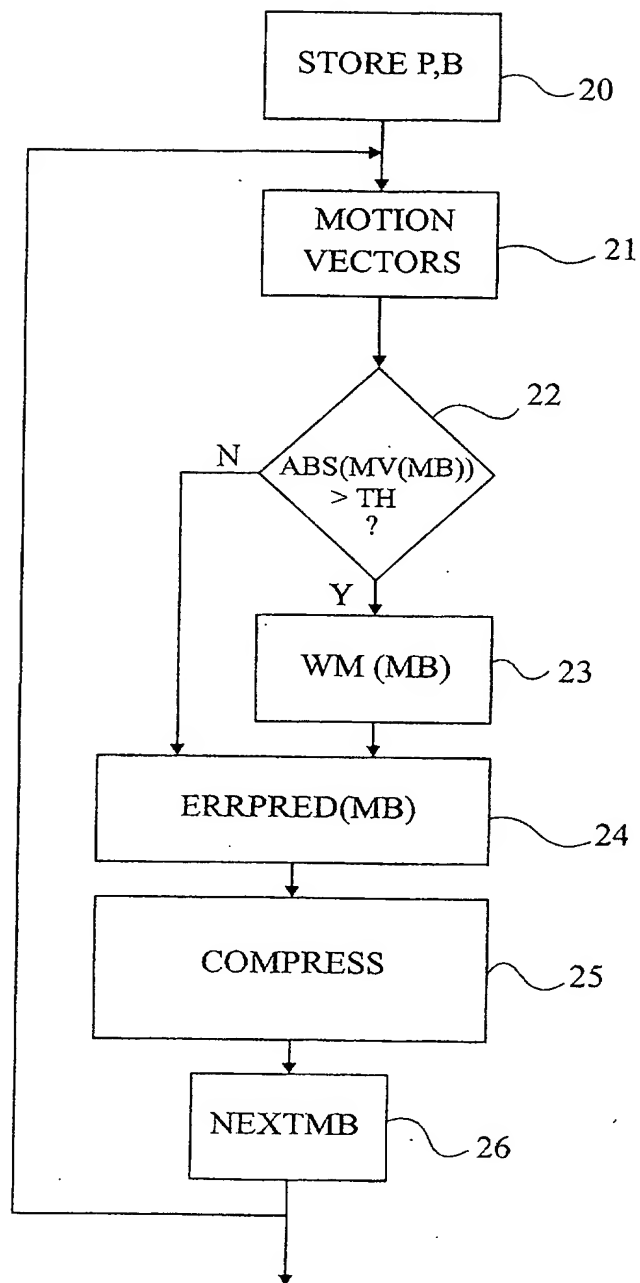 STORE P,B
20
MOTION
VECTORS
21
22
N
ABS(MV(MB))
> TH
?
Y
WM (MB)
23
ERRPRED(MB)
24
COMPRESS
25
NEXTMB
26